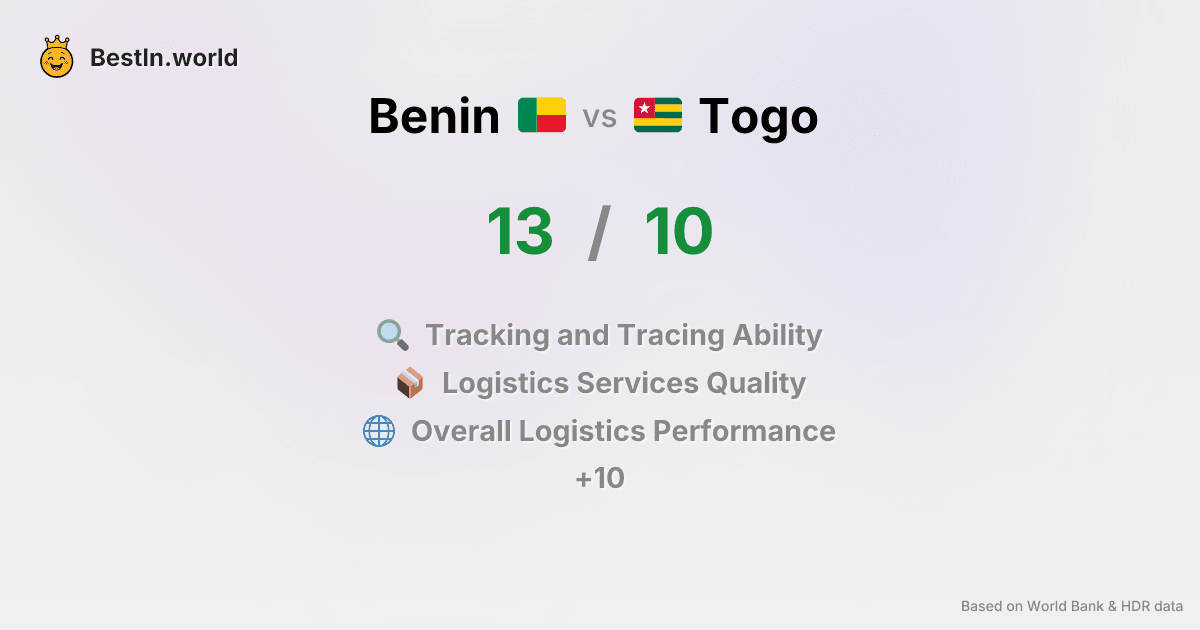 BestIn.world
Benin vs Togo
13 / 10
Tracking and Tracing Ability
Logistics Services Quality
Overall Logistics Performance
+10
Based on World Bank & HDR data